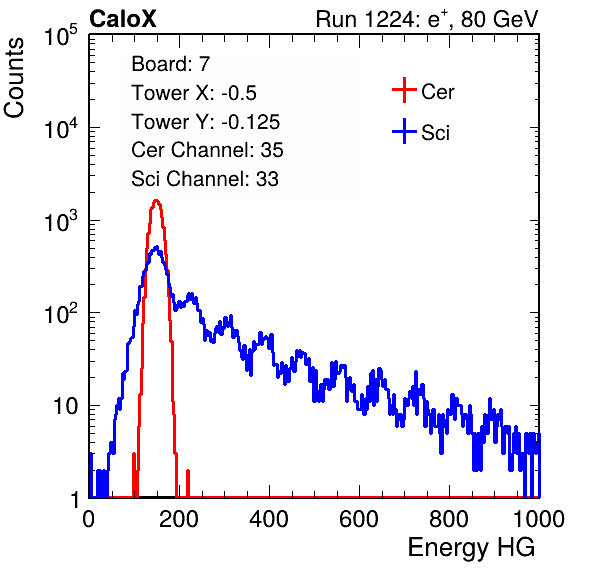 CaloX Run 1224: e⁺, 80 GeV
Counts
Board: 7
Tower X: -0.5
Tower Y: -0.125
Cer Channel: 35
Sci Channel: 33
Cer
Sci
10⁵
10⁴
10³
10²
10
1
0 200 400 600 800 1000
Energy HG